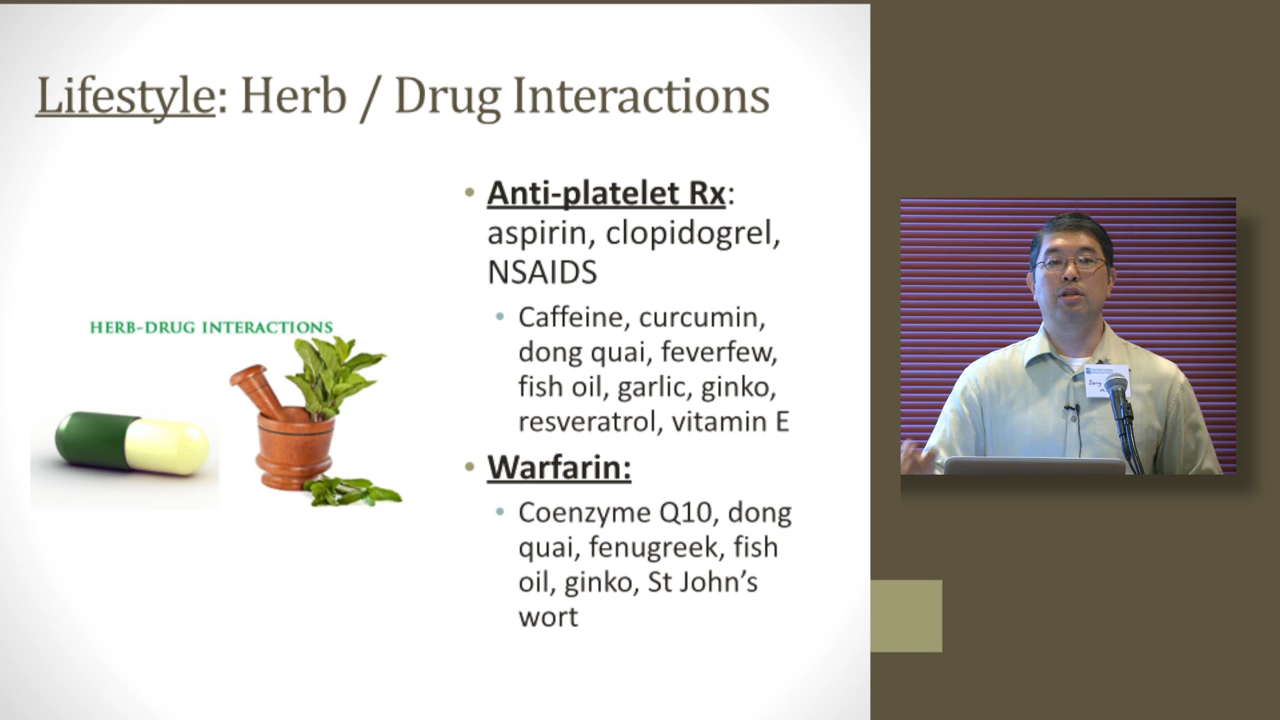 Lifestyle: Herb / Drug Interactions
HERB-DRUG INTERACTIONS
• Anti-platelet Rx:
aspirin, clopidogrel,
NSAIDS
• Caffeine, curcumin,
dong quai, feverfew,
fish oil, garlic, ginko,
resveratrol, vitamin E
• Warfarin:
• Coenzyme Q10, dong
quai, fenugreek, fish
oil, ginko, St John’s
wort